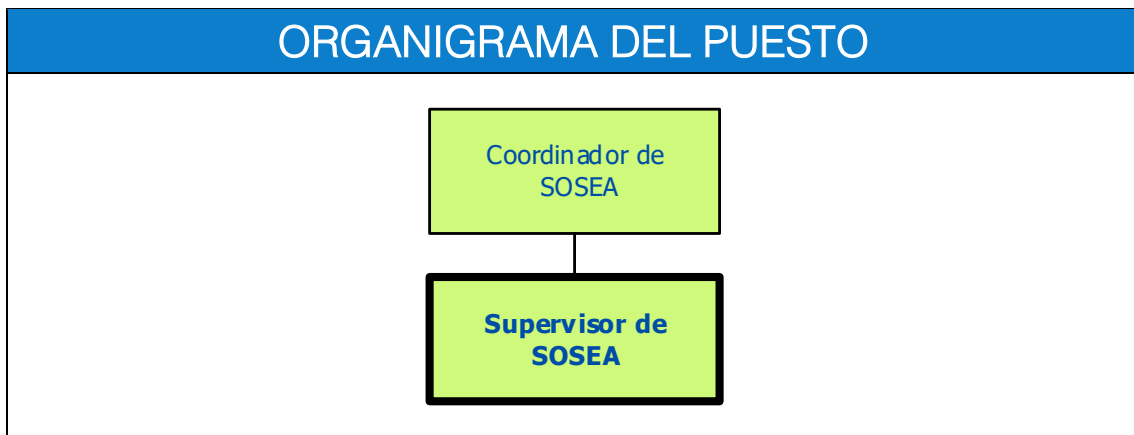 ORGANIGRAMA DEL PUESTO
Coordinador de
SOSEA
Supervisor de
SOSEA